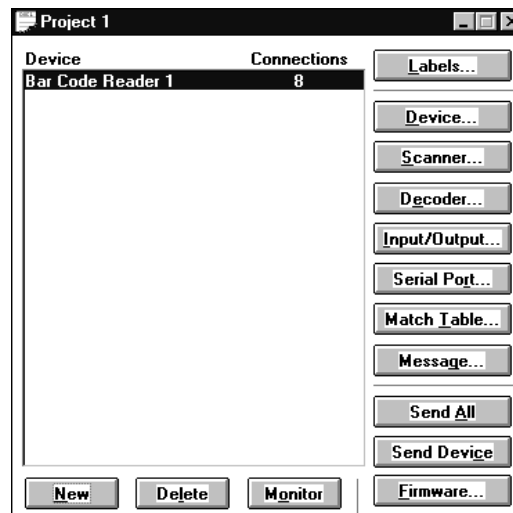 Project 1
Device Connections
Bar Code Reader 1 8
Labels...
Device...
Scanner...
Decoder...
Input/Output...
Serial Port...
Match Table...
Message...
Send All
Send Device
Firmware...
New Delete Monitor